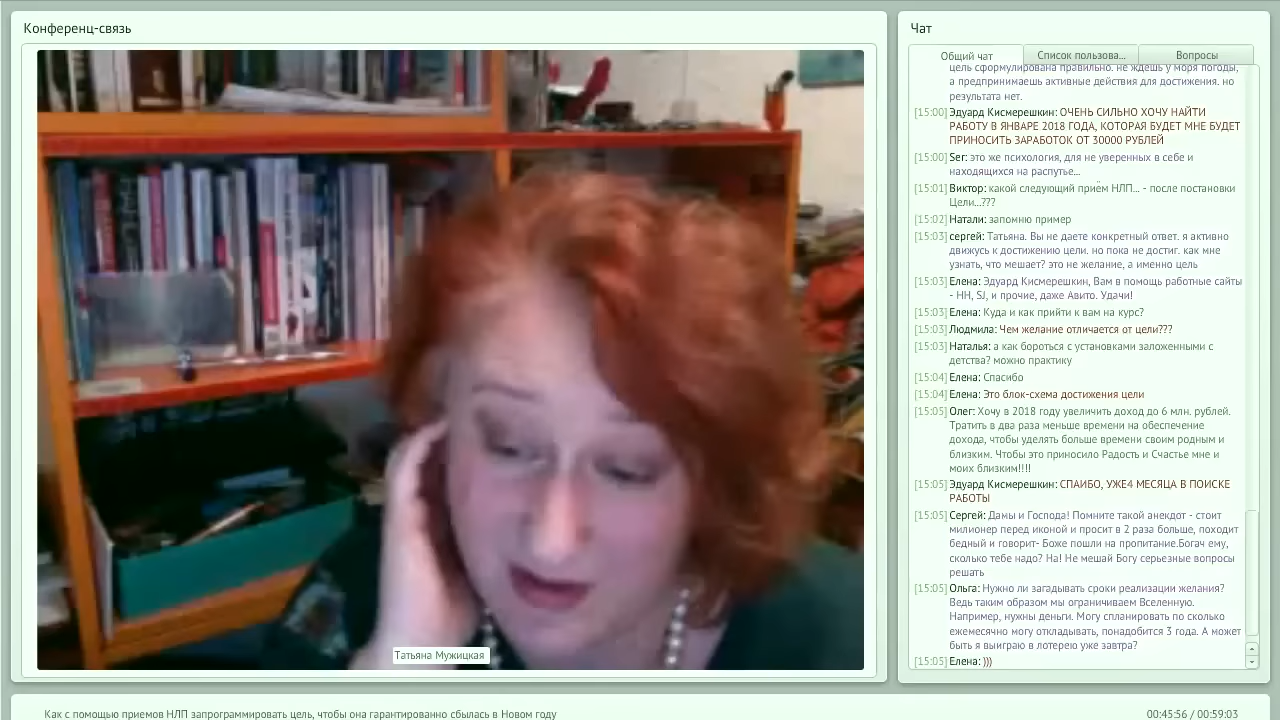 Конференц-связь
Татьяна Мужицкая
Чат
Общий чат
Список пользова...
Вопросы
цель сформулирована правильно. не ждешь у моря погоды,
а предпринимаешь активные действия для достижения. но
результата нет.
[15:00] Эдуард Кисмерешкин: ОЧЕНЬ СИЛЬНО ХОЧУ НАЙТИ
РАБОТУ В ЯНВАРЕ 2018 ГОДА, КОТОРАЯ БУДЕТ МНЕ БУДЕТ
ПРИНОСИТЬ ЗАРАБОТОК ОТ 30000 РУБЛЕЙ
[15:00] Ser: это же психология, для не уверенных в себе и
находящихся на распутье...
[15:01] Виктор: какой следующий приём НЛП... - после постановки
Цели...???
[15:02] Натали: запомню пример
[15:03] сергей: Татьяна. Вы не даете конкретный ответ. я активно
движусь к достижению цели. но пока не достиг. как мне
узнать, что мешает? это не желание, а именно цель
[15:03] Елена: Эдуард Кисмерешкин, Вам в помощь работные сайты
- HH, SJ, и прочие, даже Авито. Удачи!
[15:03] Елена: Куда и как прийти к вам на курс?
[15:03] Людмила: Чем желание отличается от цели???
[15:03] Наталья: а как бороться с установками заложенными с
детства? можно практику
[15:04] Елена: Спасибо
[15:04] Елена: Это блок-схема достижения цели
[15:05] Олег: Хочу в 2018 году увеличить доход до 6 млн. рублей.
Тратить в два раза меньше времени на обеспечение
дохода, чтобы уделять больше времени своим родным и
близким. Чтобы это приносило Радость и Счастье мне и
моих близким!!!!
[15:05] Эдуард Кисмерешкин: СПАИБО, УЖЕ4 МЕСЯЦА В ПОИСКЕ
РАБОТЫ
[15:05] Сергей: Дамы и Господа! Помните такой анекдот - стоит
милионер перед иконой и просит в 2 раза больше, походит
бедный и говорит- Боже пошли на пропитание.Богач ему,
сколько тебе надо? На! Не мешай Богу серьезные вопросы
решать
[15:05] Ольга: Нужно ли загадывать сроки реализации желания?
Ведь таким образом мы ограничиваем Вселенную.
Например, нужны деньги. Могу спланировать по сколько
ежемесячно могу откладывать, понадобится 3 года. А может
быть я выиграю в лотерею уже завтра?
[15:05] Елена: )))
Как с помощью приемов НЛП запрограммировать цель, чтобы она гарантированно сбылась в Новом году
00:45:56 / 00:59:03